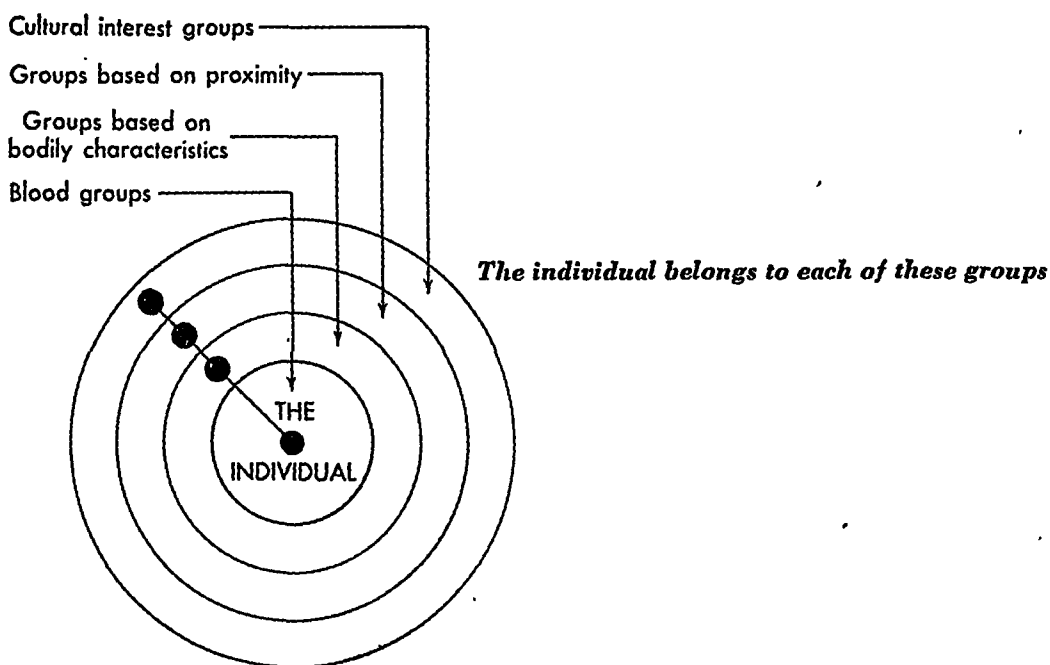 Cultural interest groups
Groups based on proximity
Groups based on
bodily characteristics
Blood groups
The individual belongs to each of these groups
THE
INDIVIDUAL